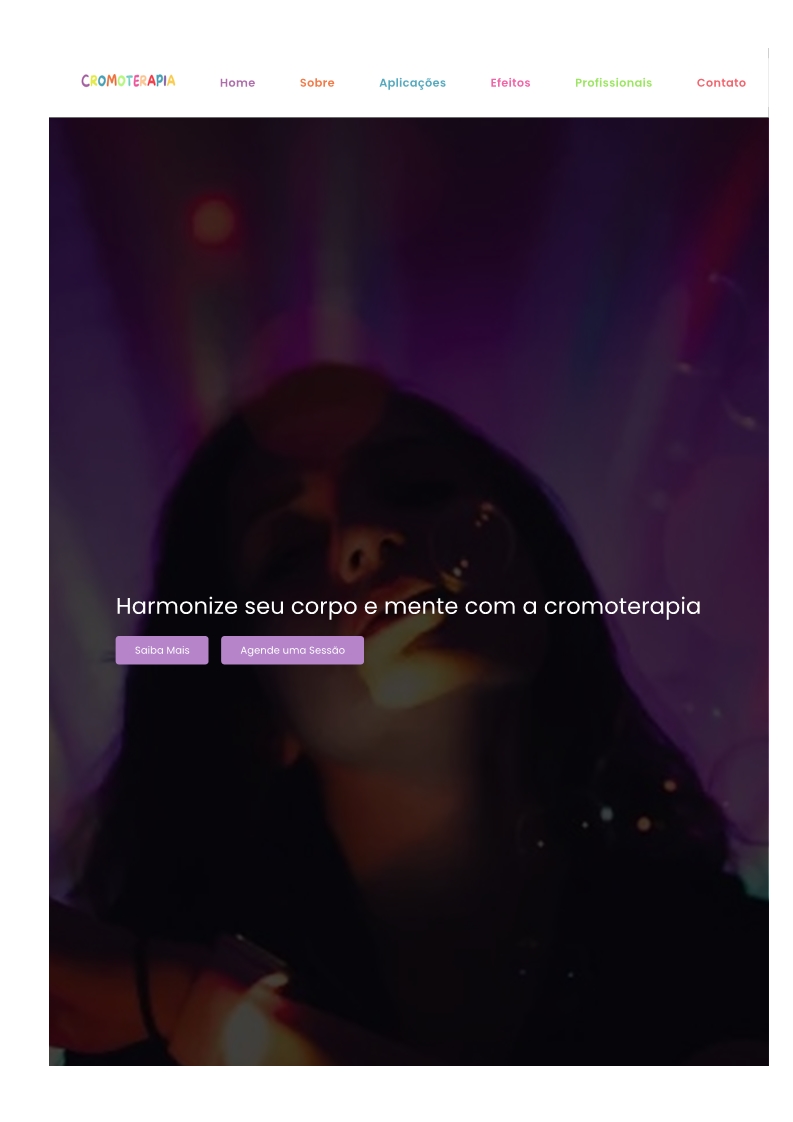 CROMOTERAPIA Home Sobre Aplicações Efeitos Profissionais Contato
Harmonize seu corpo e mente com a cromoterapia
Saiba Mais Agende uma Sessão